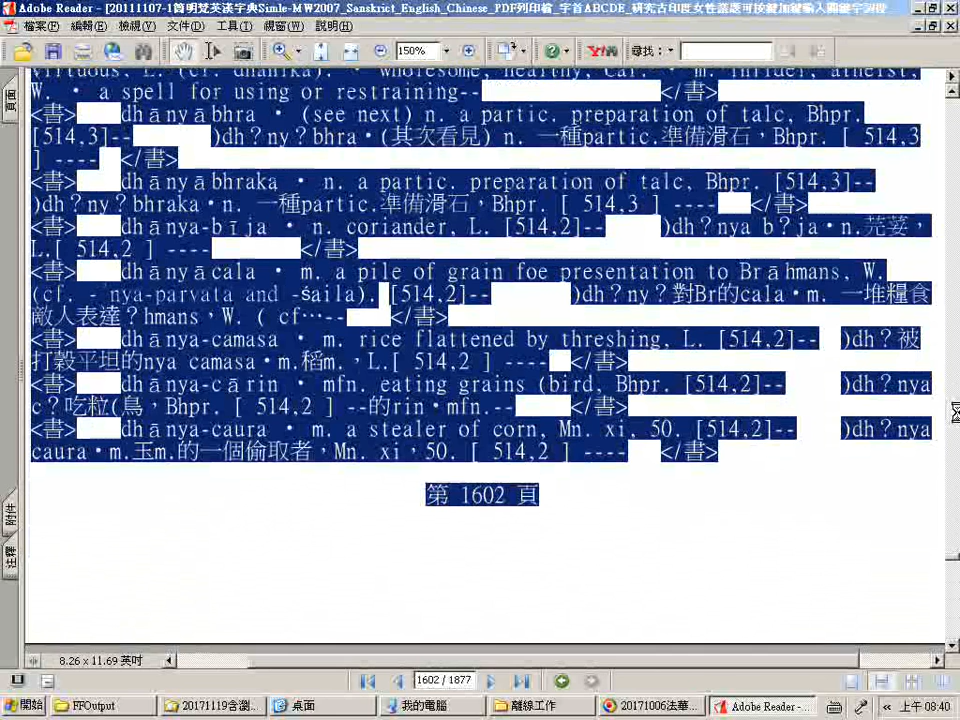 Adobe Reader - [20111107-1簡明梵英漢字典Simle-MW2007_Sanskrict_English_Chinese_PDF列印檔_字首ABCDE_研究古印度女性議題可按鍵輸入關鍵字詞搜
檔案(F) 編輯(E) 檢視(V) 文件(D) 工具(T) 視窗(W) 說明(H)
150% 尋找：
頁面
virtuous, L. (cf. dhanika). • wholesome, healthy, Car. • m. infider, atheist,
W. • a spell for using or restraining-- </書>
<書> dhānyābhra • (see next) n. a partic. preparation of talc, Bhpr.
[514,3]-- )dh？ny？bhra•(其次看見) n. 一種partic.準備滑石，Bhpr. [ 514,3
] ---- </書>
<書> dhānyābhraka • n. a partic. preparation of talc, Bhpr. [514,3]--
)dh？ny？bhraka•n. 一種partic.準備滑石，Bhpr. [ 514,3 ] ---- </書>
<書> dhānya-bīja • n. coriander, L. [514,2]-- )dh？nya b？ja•n.芫荽，
L.[ 514,2 ] ---- </書>
<書> dhānyācala • m. a pile of grain foe presentation to Brāhmans, W.
(cf. - nya-parvata and -śaila). [514,2]-- )dh？ny？對Br的cala•m. 一堆糧食
敵人表達？hmans，W. ( cf…-- </書>
<書> dhānya-camasa • m. rice flattened by threshing, L. [514,2]-- )dh？被
打穀平坦的nya camasa•m.稻m. ，L.[ 514,2 ] ---- </書>
<書> dhānya-cārin • mfn. eating grains (bird, Bhpr. [514,2]-- )dh？nya
c？吃粒(鳥，Bhpr. [ 514,2 ] --的rin•mfn.-- </書>
<書> dhānya-caura • m. a stealer of corn, Mn. xi, 50. [514,2]-- )dh？nya
caura•m.玉m.的一個偷取者，Mn. xi，50. [ 514,2 ] ---- </書>
第 1602 頁
附件
注釋
8.26 x 11.69 英吋
1602 / 1877
開始 FFOutput 20171119含瀏... 桌面 我的電腦 離線工作 20171006法華... Adobe Reader - [... « 上午 08:40